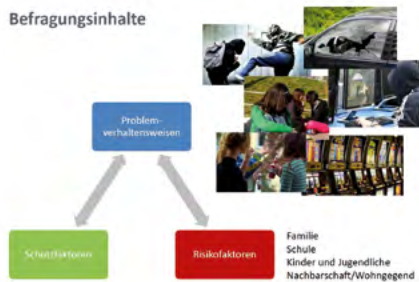 Befragungsinhalte
Problem-
verhaltensweisen
Schutzfaktoren
Risikofaktoren
Familie
Schule
Kinder und Jugendliche
Nachbarschaft/Wohngegend